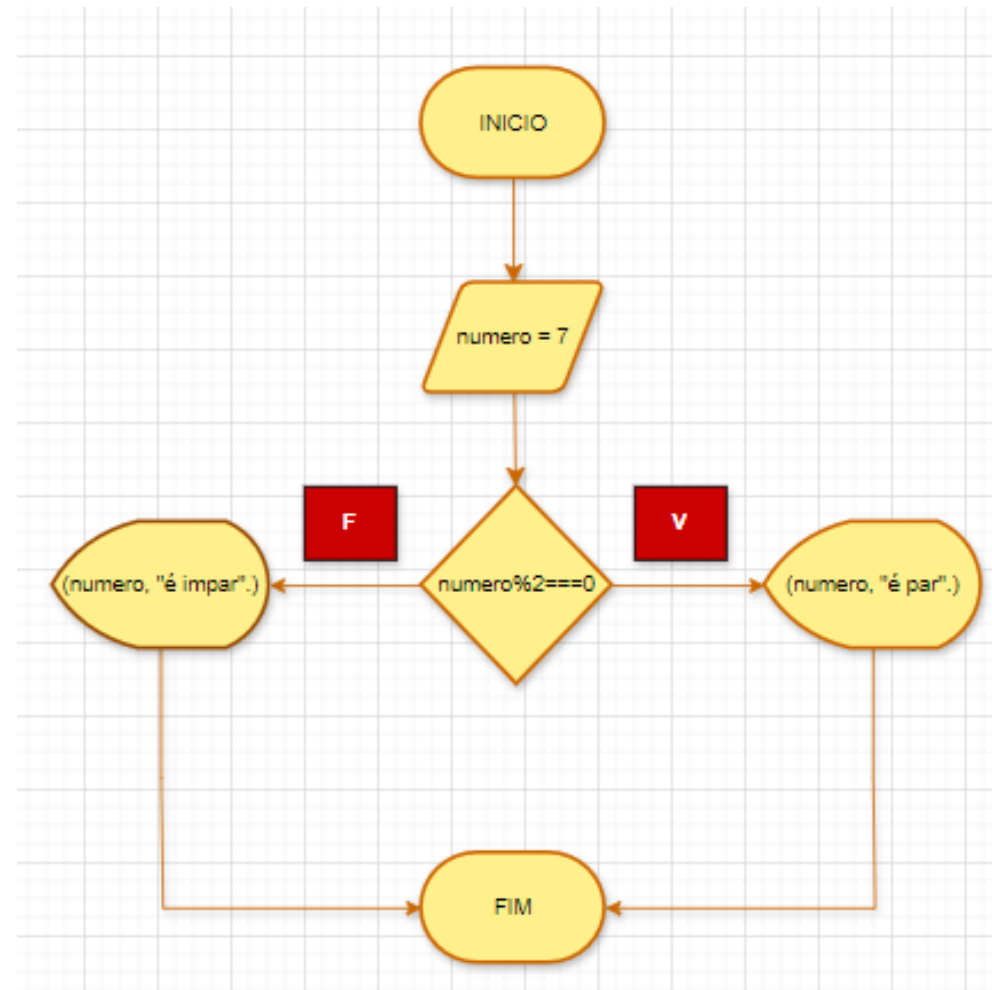 INICIO
numero = 7
F
V
(numero, "é impar".)
numero%2===0
(numero, "é par".)
FIM